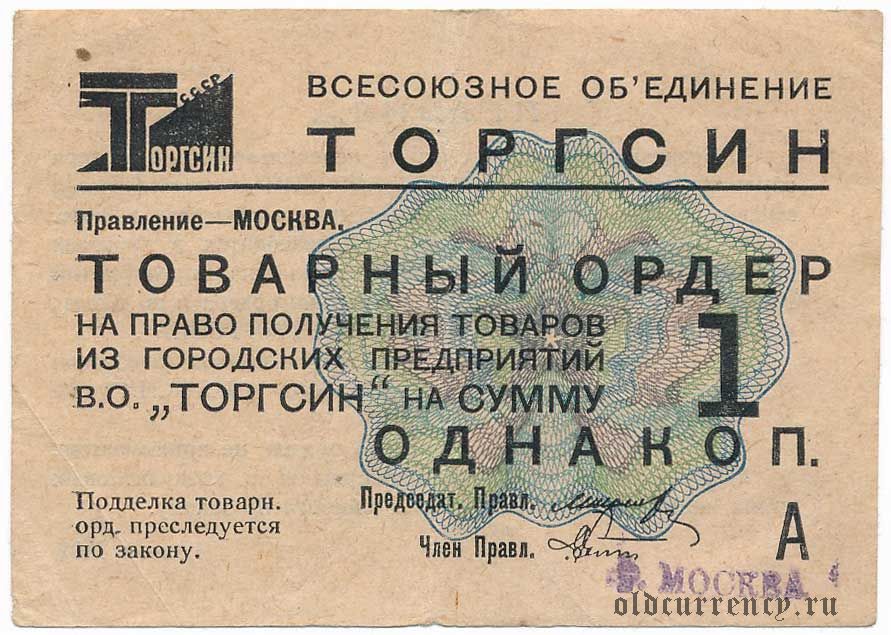 СССР
ТОРГСИН
ВСЕСОЮЗНОЕ ОБ'ЕДИНЕНИЕ
ТОРГСИН
Правление—МОСКВА.
ТОВАРНЫЙ ОРДЕР
НА ПРАВО ПОЛУЧЕНИЯ ТОВАРОВ
ИЗ ГОРОДСКИХ ПРЕДПРИЯТИЙ
В.О. „ТОРГСИН“ НА СУММУ
1
ОДНА КОП.
Подделка товарн.
орд. преследуется
по закону.
Председат. Правл.
Член Правл.
А
МОСКВА
oldcurrency.ru